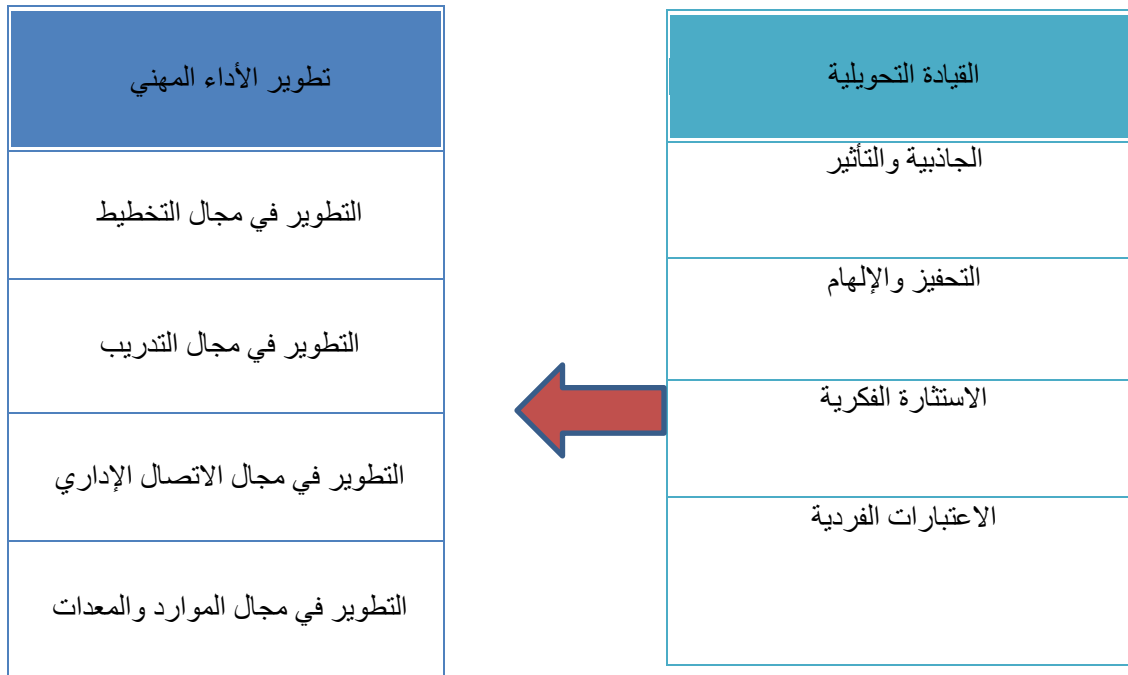 القيادة التحويلية
الجاذبية والتأثير
التحفيز والإلهام
الاستثارة الفكرية
الاعتبارات الفردية
تطوير الأداء المهني
التطوير في مجال التخطيط
التطوير في مجال التدريب
التطوير في مجال الاتصال الإداري
التطوير في مجال الموارد والمعدات